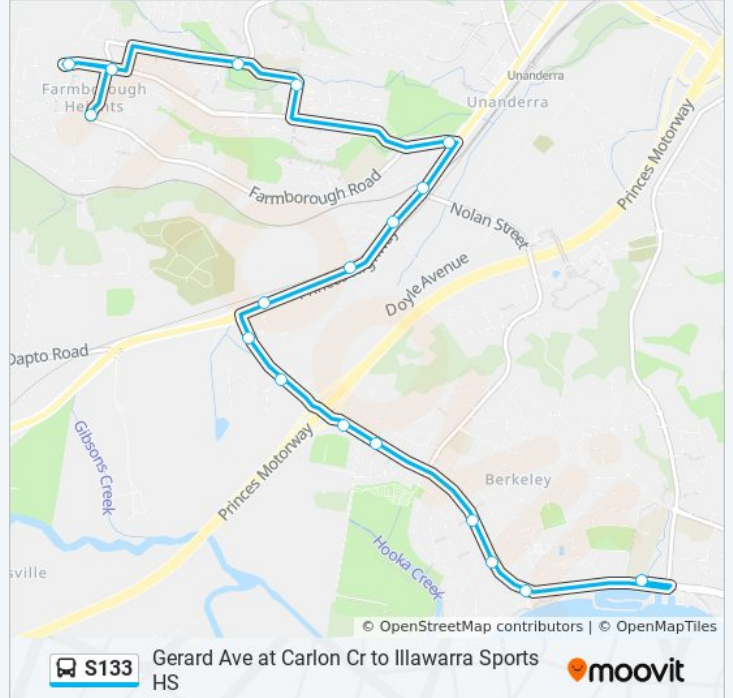 Unanderra
Unanderra
Farmborough
Heights
Princes Motorway
Farmborough Road
Nolan Street
Doyle Avenue
Dapto Road
Gibsons Creek
Princes Motorway
Berkeley
Hooka Creek
sville
© OpenStreetMap contributors | © OpenMapTiles
S133
Gerard Ave at Carlon Cr to Illawarra Sports
HS
moovit